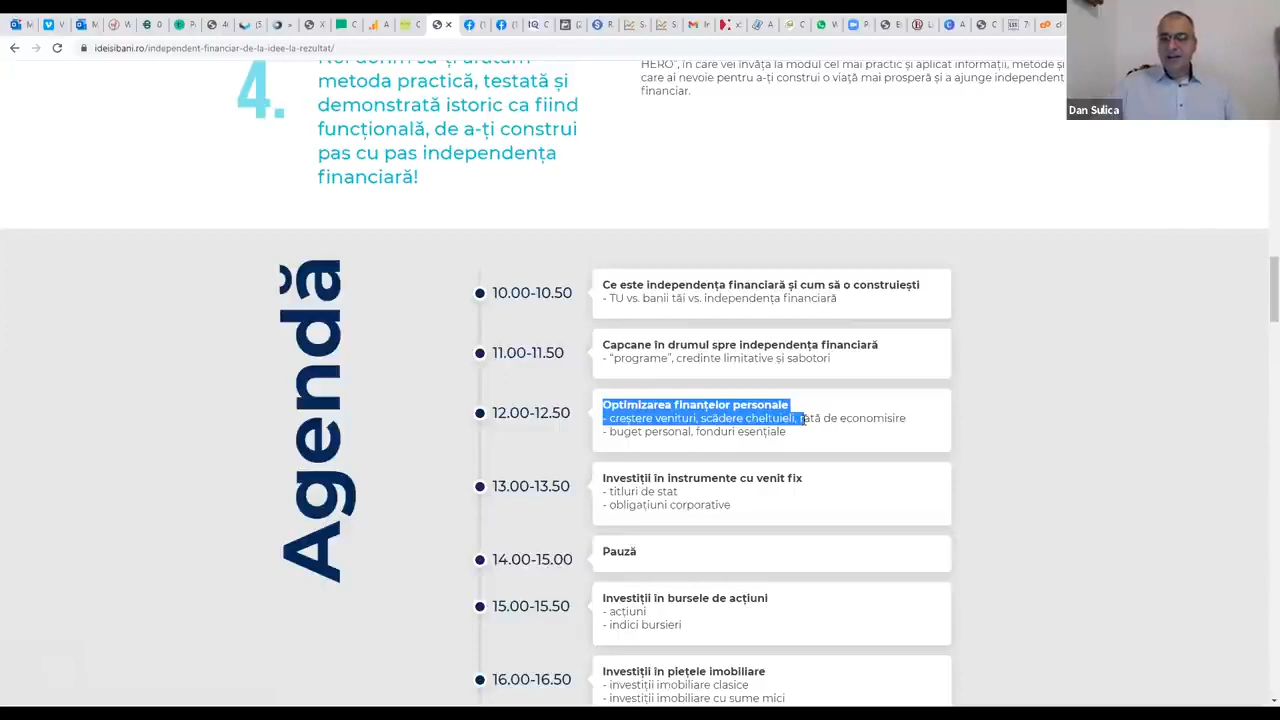 ideisibani.ro/independent-financiar-de-la-idee-la-rezultat/
Dan Sulica
4.
metoda practică, testată și
demonstrată istoric ca fiind
funcțională, de a-ți construi
pas cu pas independența
financiară!
HERO”, în care vei învăța la modul cel mai practic și aplicat informații, metode și
care ai nevoie pentru a-ți construi o viață mai prosperă și a ajunge independent
financiar.
Agendă
10.00-10.50
Ce este independența financiară și cum să o construiești
- TU vs. banii tăi vs. independența financiară
11.00-11.50
Capcane în drumul spre independența financiară
- “programe”, credințe limitative și sabotori
12.00-12.50
Optimizarea finanțelor personale
- creștere venituri, scădere cheltuieli, rată de economisire
- buget personal, fonduri esențiale
13.00-13.50
Investiții în instrumente cu venit fix
- titluri de stat
- obligațiuni corporative
14.00-15.00
Pauză
15.00-15.50
Investiții în bursele de acțiuni
- acțiuni
- indici bursieri
16.00-16.50
Investiții în piețele imobiliare
- investiții imobiliare clasice
- investiții imobiliare cu sume mici